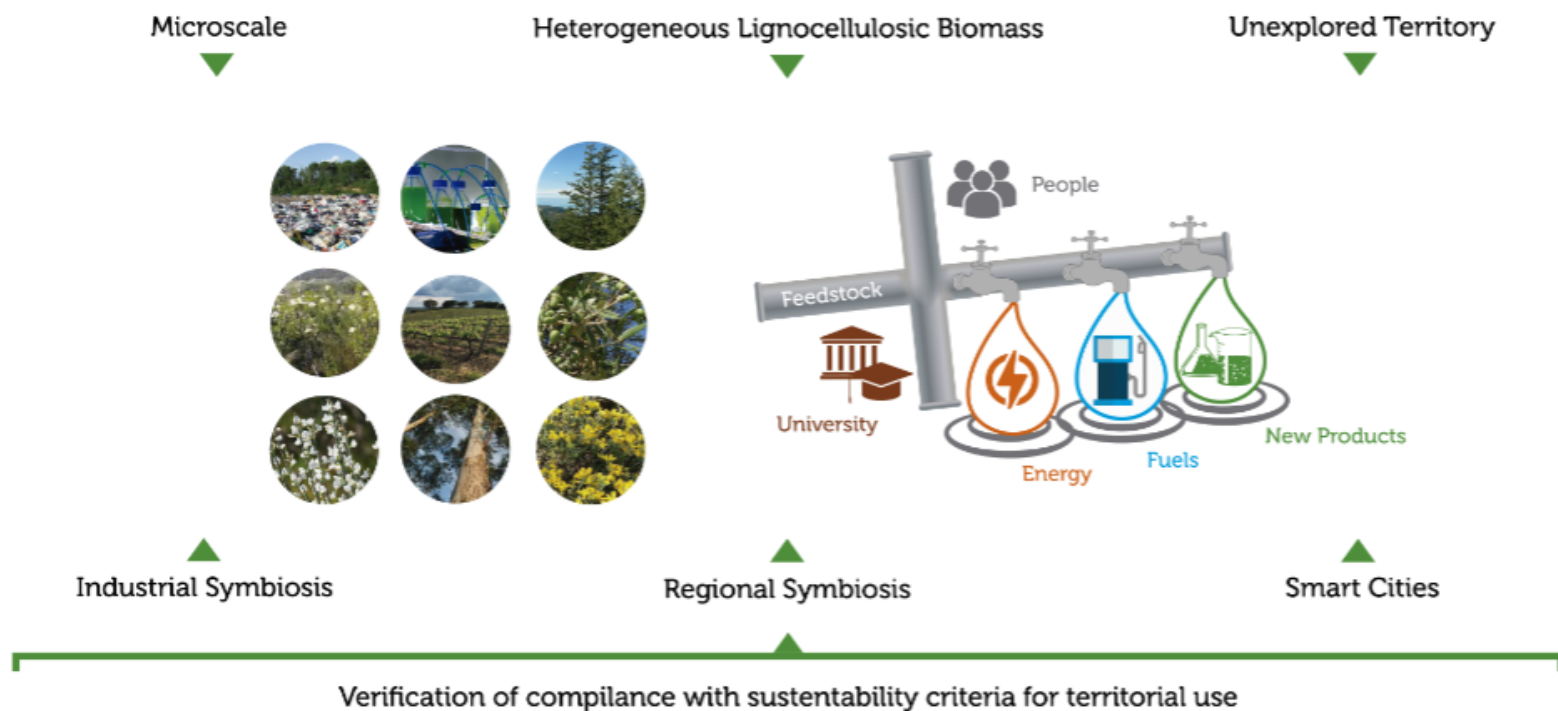 Microscale
Heterogeneous Lignocellulosic Biomass
Unexplored Territory
People
Feedstock
University
New Products
Fuels
Energy
Industrial Symbiosis
Regional Symbiosis
Smart Cities
Verification of compilance with sustentability criteria for territorial use